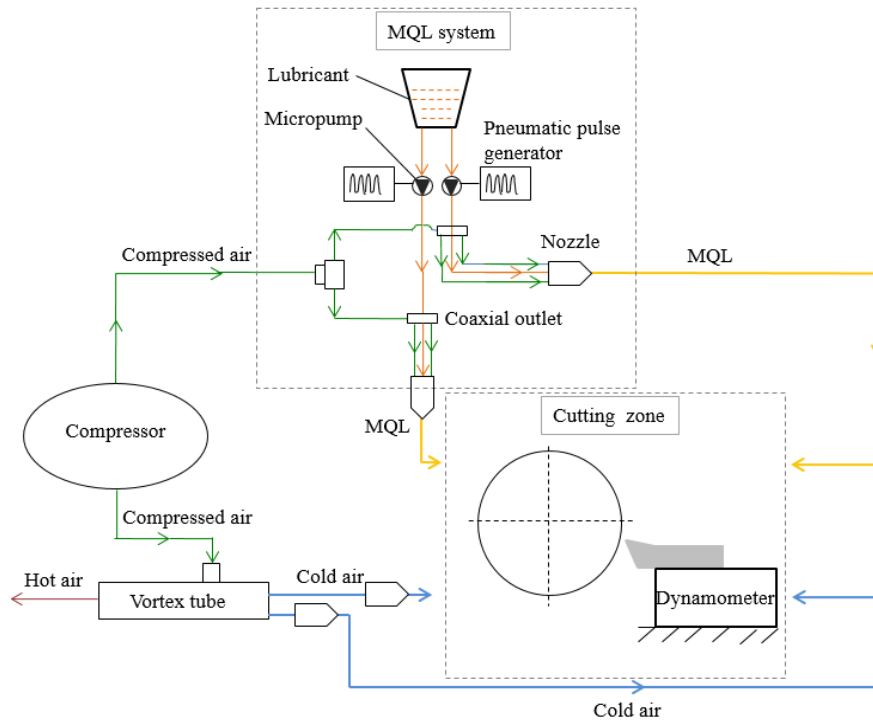 MQL system
Lubricant
Micropump
Pneumatic pulse
generator
Compressed air
Nozzle
MQL
Coaxial outlet
Compressor
MQL
Cutting zone
Compressed air
Hot air
Vortex tube
Cold air
Dynamometer
Cold air